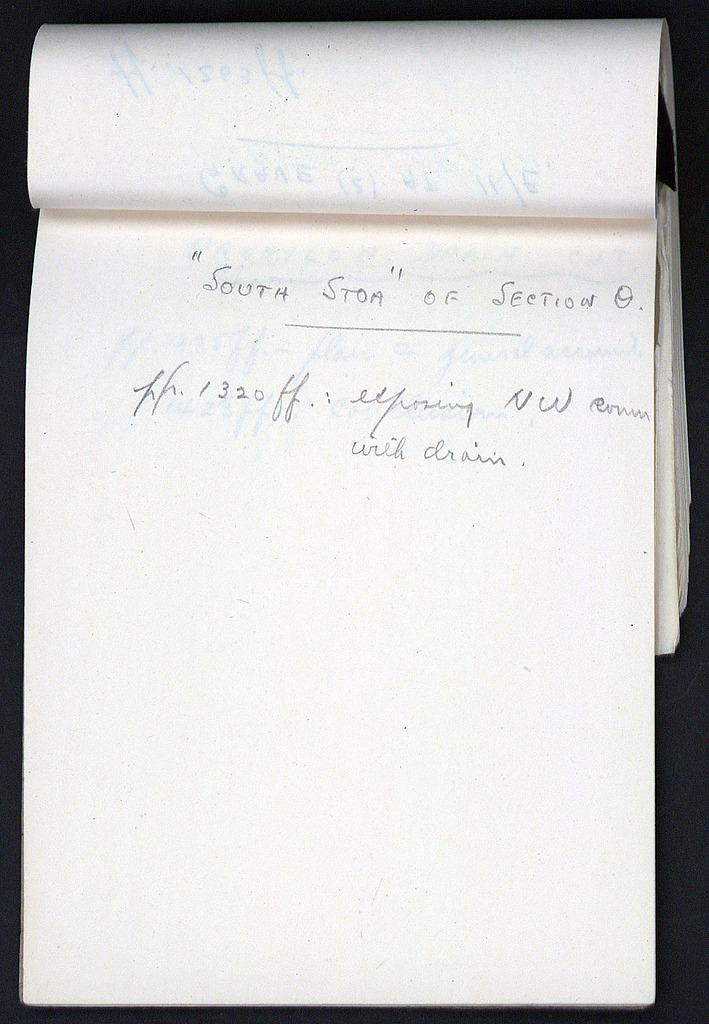 "SOUTH STOA" OF SECTION Θ.
pp. 1320 ff.: exposing NW corner
with drain.